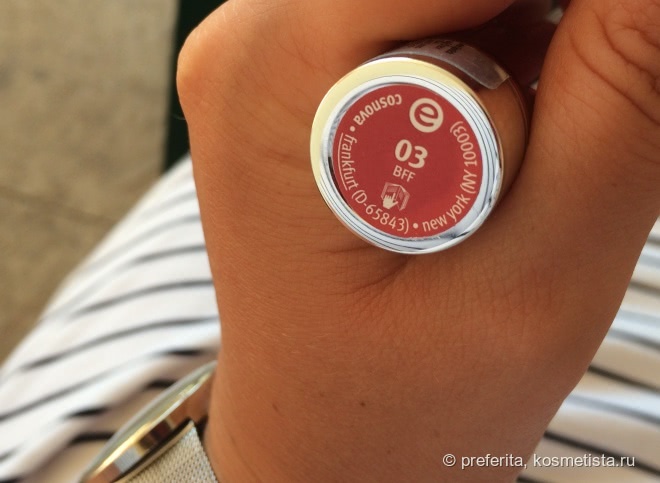 e
03
BFF
cosnova • frankfurt (D-65843) • new york (NY 10003)
© preferita, kosmetista.ru